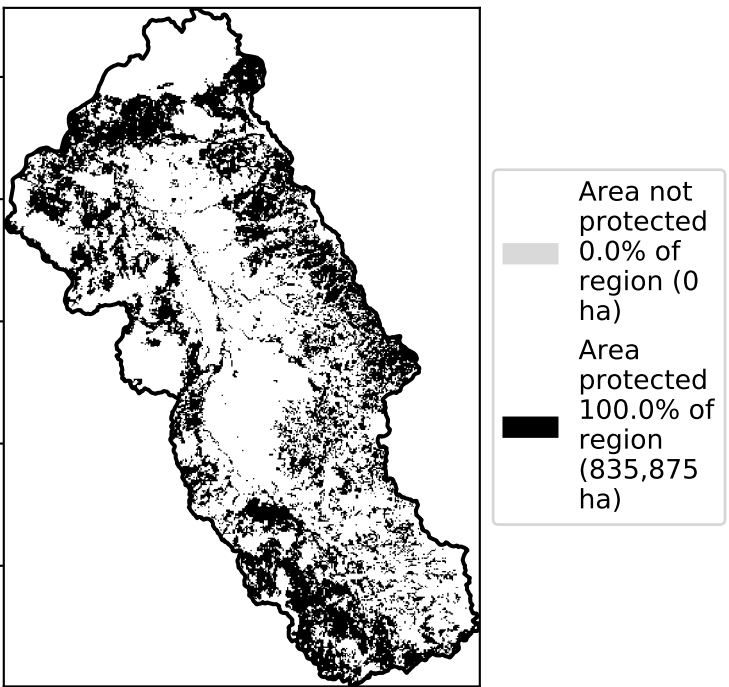 Area not
protected
0.0% of
region (0
ha)
Area
protected
100.0% of
region
(835,875
ha)